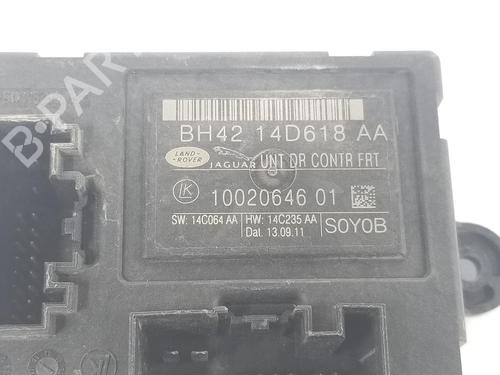 BH42 14D618 AA
LAND-ROVER JAGUAR UNT DR CONTR FRT
LK 10020646 01
SW: 14C064 AA HW: 14C235 AA
Dat. 13.09.11 S0Y0B